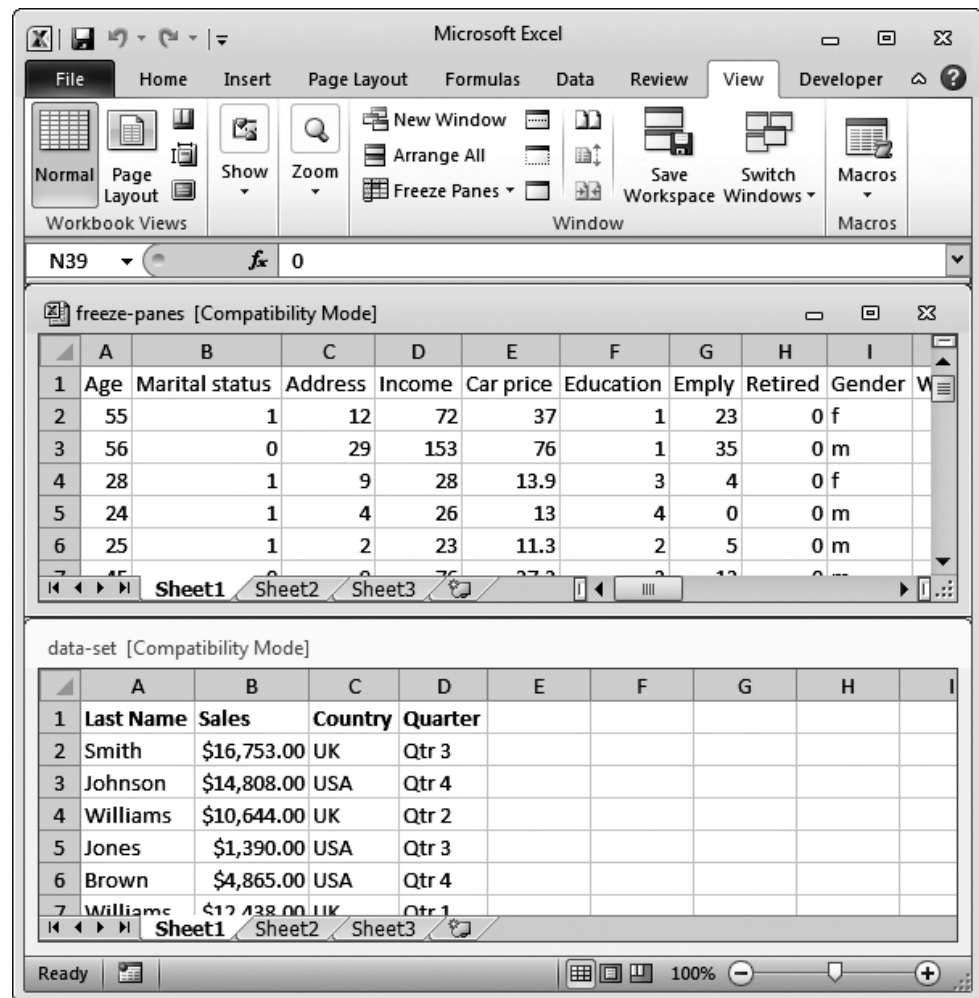 Microsoft Excel
File Home Insert Page Layout Formulas Data Review View Developer
Normal Page Layout Show Zoom New Window Arrange All Freeze Panes Save Workspace Switch Windows Macros
Workbook Views Window Macros
N39 fx 0
freeze-panes [Compatibility Mode]
A B C D E F G H I
1 Age Marital status Address Income Car price Education Emply Retired Gender W
2 55 1 12 72 37 1 23 0 f
3 56 0 29 153 76 1 35 0 m
4 28 1 9 28 13.9 3 4 0 f
5 24 1 4 26 13 4 0 0 m
6 25 1 2 23 11.3 2 5 0 m
Sheet1 Sheet2 Sheet3
data-set [Compatibility Mode]
A B C D E F G H I
1 Last Name Sales Country Quarter
2 Smith $16,753.00 UK Qtr 3
3 Johnson $14,808.00 USA Qtr 4
4 Williams $10,644.00 UK Qtr 2
5 Jones $1,390.00 USA Qtr 3
6 Brown $4,865.00 USA Qtr 4
7 Williams $12,438.00 UK Qtr 1
Sheet1 Sheet2 Sheet3
Ready 100%